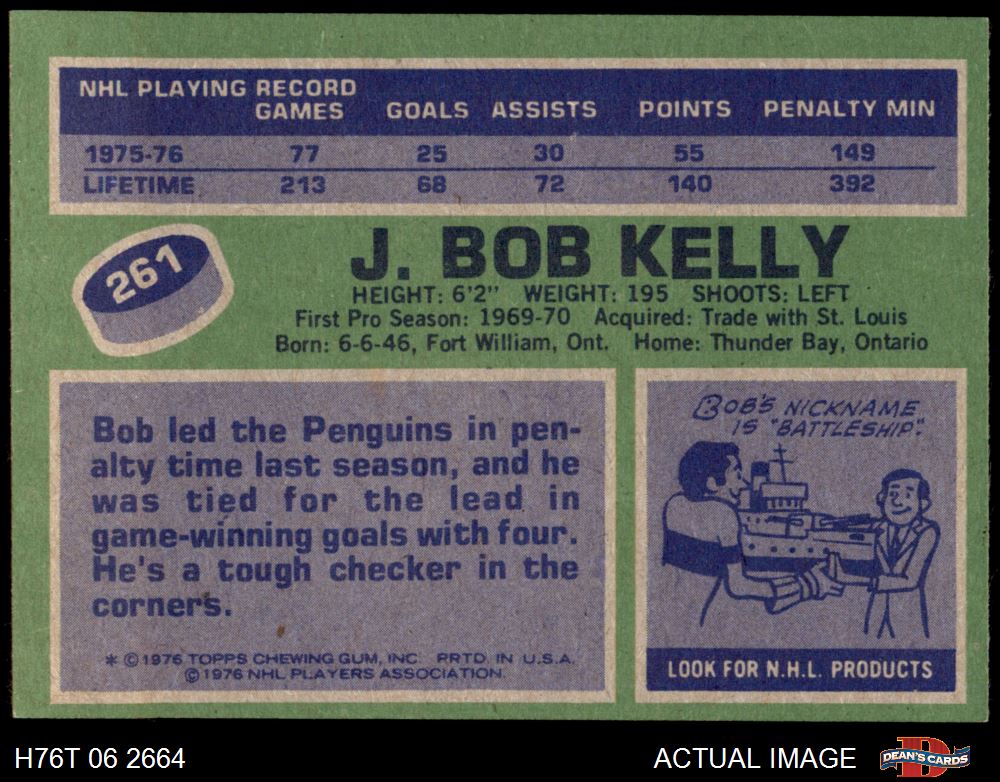 NHL PLAYING RECORD
GAMES GOALS ASSISTS POINTS PENALTY MIN
1975-76 77 25 30 55 149
LIFETIME 213 68 72 140 392
261
J. BOB KELLY
HEIGHT: 6'2" WEIGHT: 195 SHOOTS: LEFT
First Pro Season: 1969-70 Acquired: Trade with St. Louis
Born: 6-6-46, Fort William, Ont. Home: Thunder Bay, Ontario
Bob led the Penguins in pen-
alty time last season, and he
was tied for the lead in
game-winning goals with four.
He's a tough checker in the
corners.
* © 1976 TOPPS CHEWING GUM, INC. PRTD. IN U.S.A.
© 1976 NHL PLAYERS ASSOCIATION
BOB'S NICKNAME
IS "BATTLESHIP".
LOOK FOR N.H.L. PRODUCTS
H76T 06 2664
ACTUAL IMAGE
DEAN'S CARDS